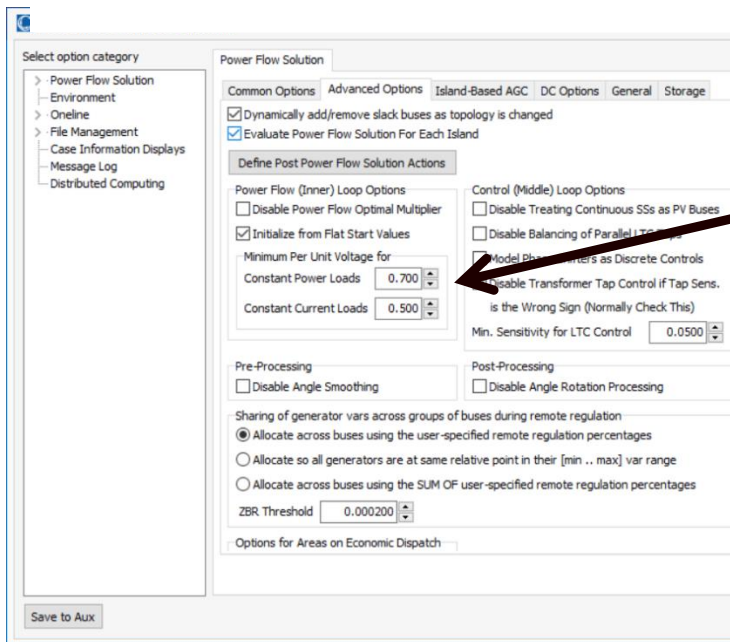 Select option category
Power Flow Solution
Environment
Oneline
File Management
Case Information Displays
Message Log
Distributed Computing
Power Flow Solution
Common Options Advanced Options Island-Based AGC DC Options General Storage
Dynamically add/remove slack buses as topology is changed
Evaluate Power Flow Solution For Each Island
Define Post Power Flow Solution Actions
Power Flow (Inner) Loop Options
Disable Power Flow Optimal Multiplier
Initialize from Flat Start Values
Minimum Per Unit Voltage for
Constant Power Loads 0.700
Constant Current Loads 0.500
Control (Middle) Loop Options
Disable Treating Continuous SSs as PV Buses
Disable Balancing of Parallel LTC
Model as Discrete Controls
Disable Transformer Tap Control if Tap Sens.
is the Wrong Sign (Normally Check This)
Min. Sensitivity for LTC Control 0.0500
Pre-Processing
Disable Angle Smoothing
Post-Processing
Disable Angle Rotation Processing
Sharing of generator vars across groups of buses during remote regulation
Allocate across buses using the user-specified remote regulation percentages
Allocate so all generators are at same relative point in their [min .. max] var range
Allocate across buses using the SUM OF user-specified remote regulation percentages
ZBR Threshold 0.000200
Options for Areas on Economic Dispatch
Save to Aux